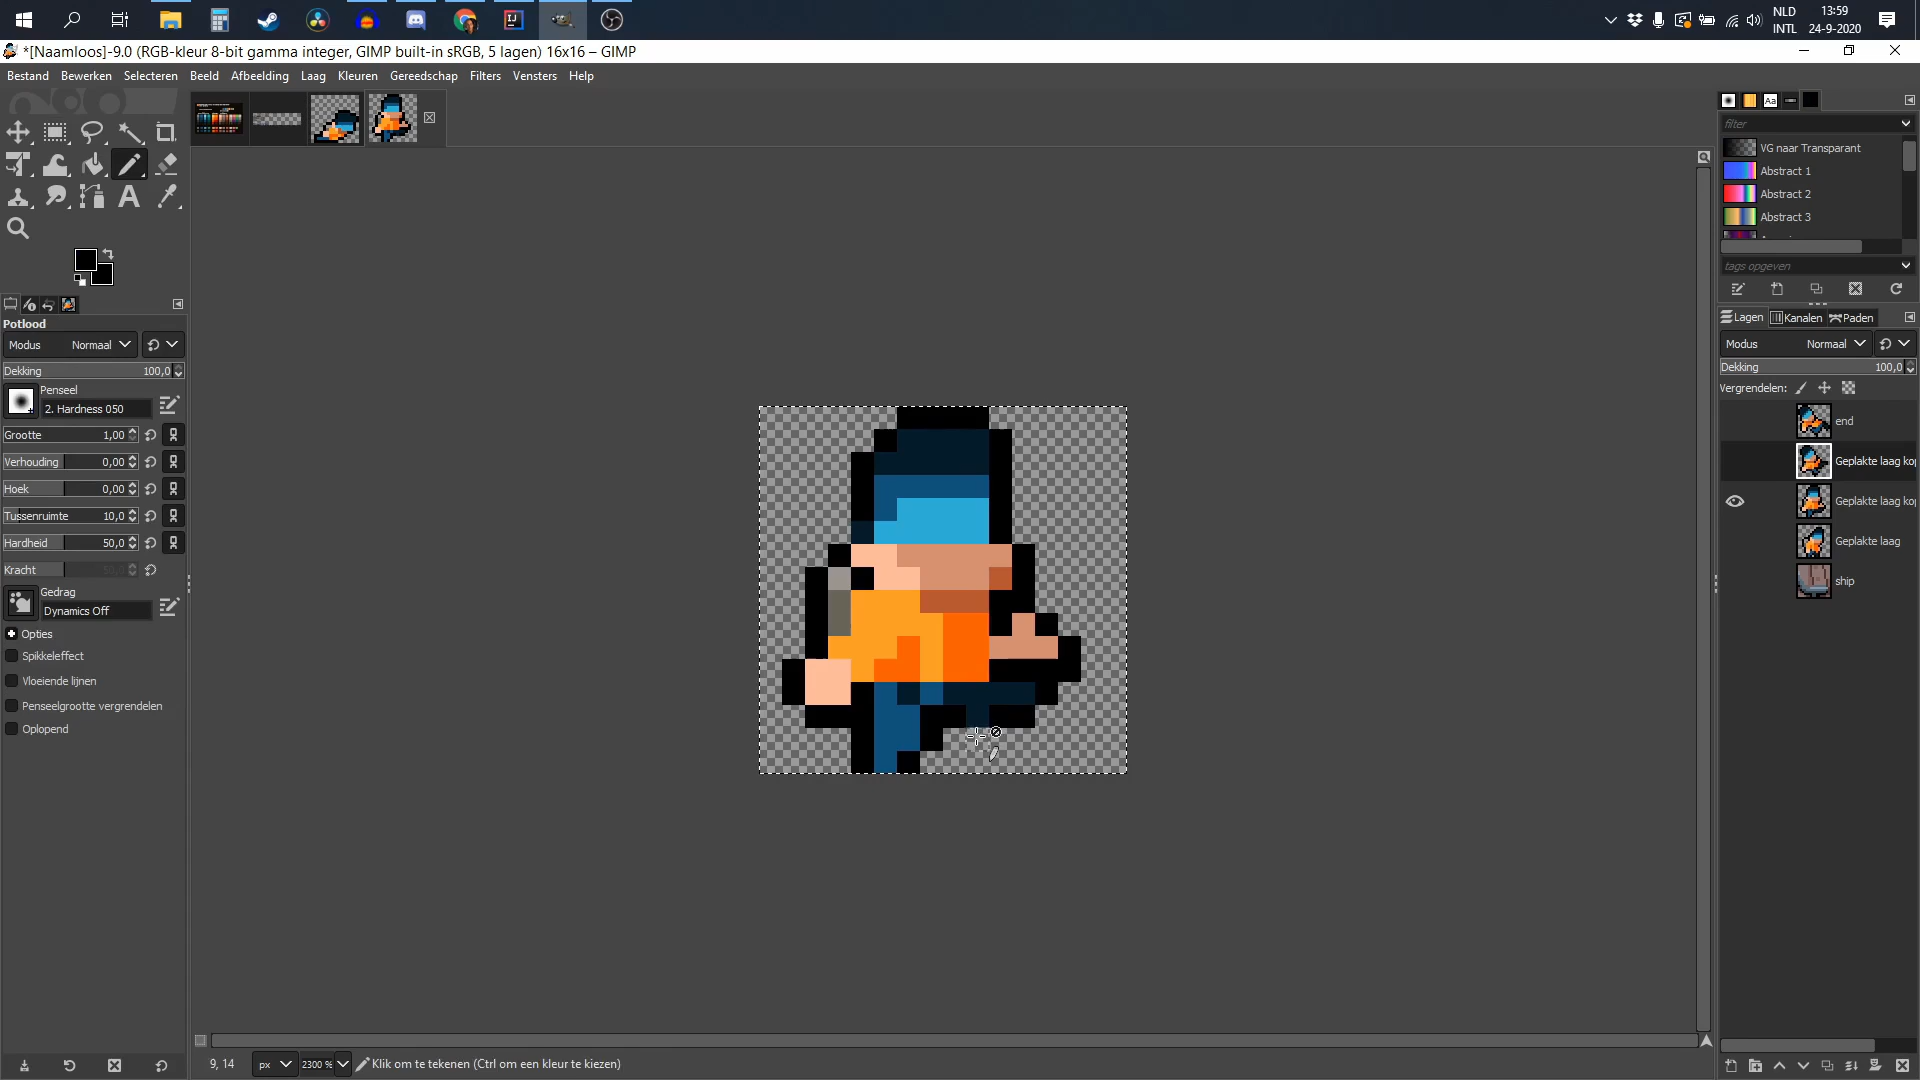 NLD
INTL
13:59
24-9-2020
*[Naamloos]-9.0 (RGB-kleur 8-bit gamma integer, GIMP built-in sRGB, 5 lagen) 16x16 – GIMP
Bestand Bewerken Selecteren Beeld Afbeelding Laag Kleuren Gereedschap Filters Vensters Help
Potlood
Modus Normaal
Dekking 100,0
Penseel
2. Hardness 050
Grootte 1,00
Verhouding 0,00
Hoek 0,00
Tussenruimte 10,0
Hardheid 50,0
Kracht 50,0
Gedrag
Dynamics Off
Opties
Spikkeleffect
Vloeiende lijnen
Penseelgrootte vergrendelen
Oplopend
9, 14 px 2300 % Klik om te tekenen (Ctrl om een kleur te kiezen)
filter
VG naar Transparant
Abstract 1
Abstract 2
Abstract 3
tags opgeven
Lagen Kanalen Paden
Modus Normaal
Dekking 100,0
Vergrendelen:
end
Geplakte laag ko
Geplakte laag ko
Geplakte laag
ship